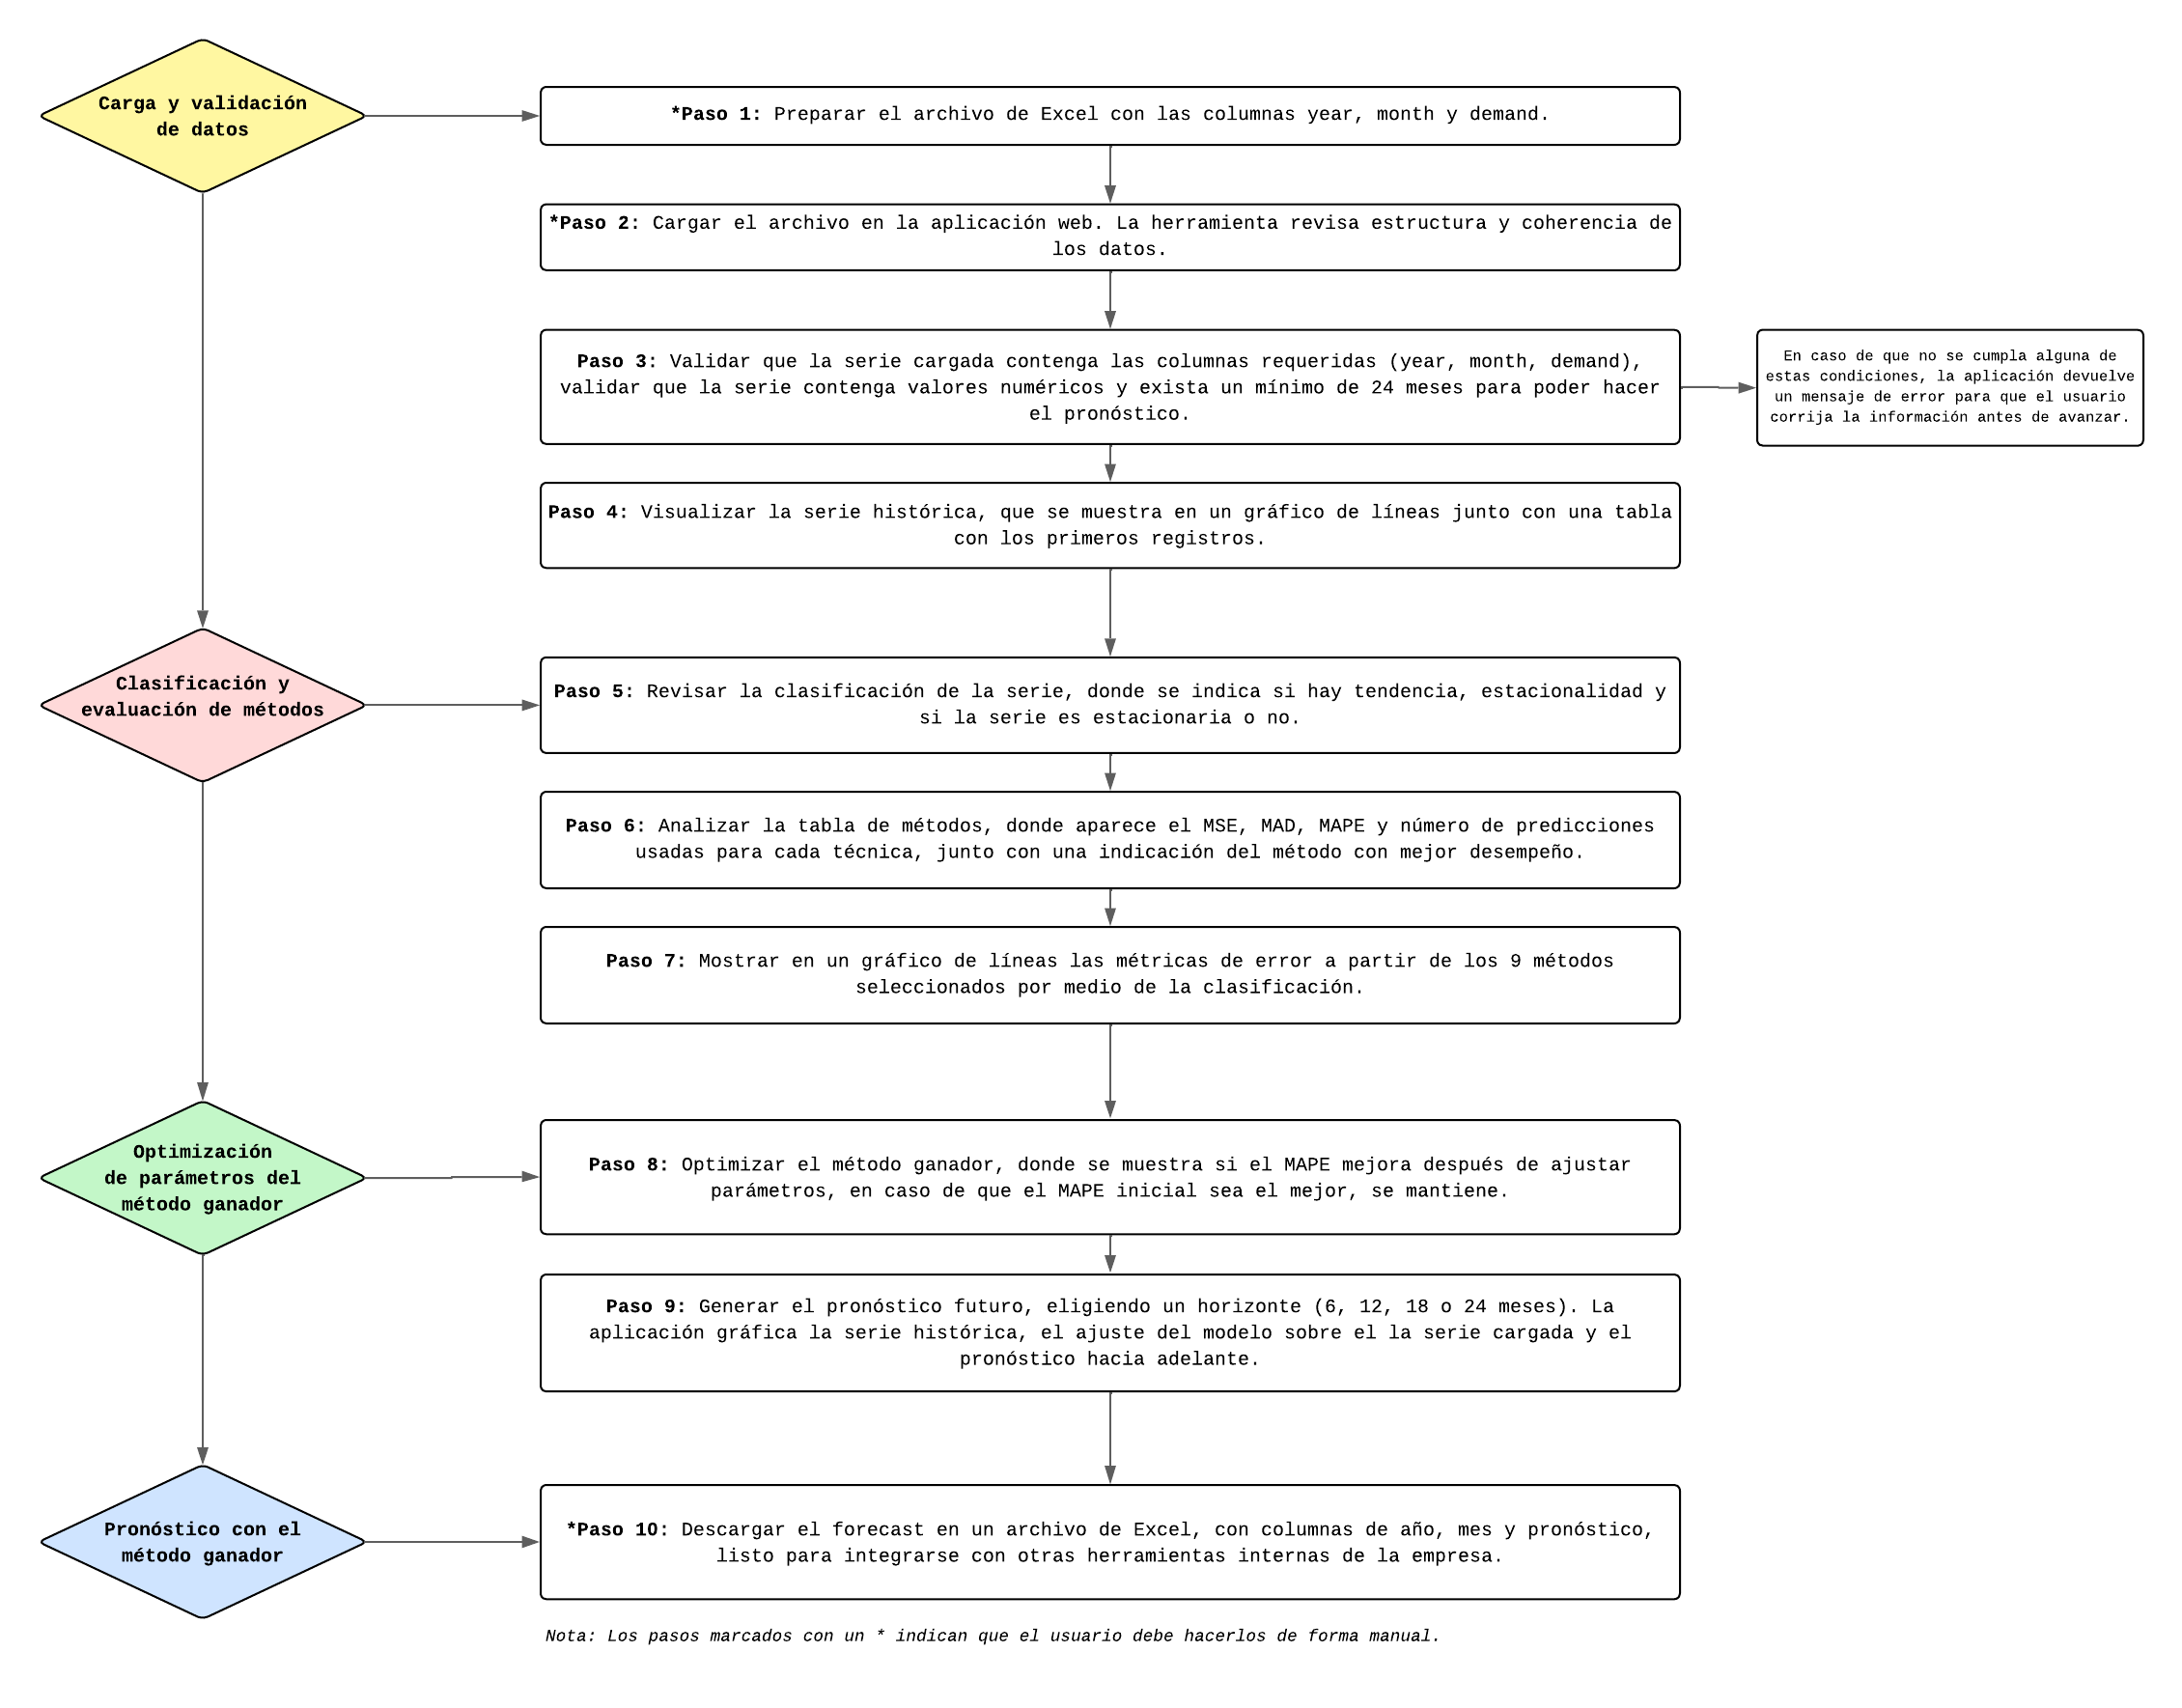 Carga y validación
de datos
*Paso 1: Preparar el archivo de Excel con las columnas year, month y demand.
*Paso 2: Cargar el archivo en la aplicación web. La herramienta revisa estructura y coherencia de
los datos.
Paso 3: Validar que la serie cargada contenga las columnas requeridas (year, month, demand),
validar que la serie contenga valores numéricos y exista un mínimo de 24 meses para poder hacer
el pronóstico.
En caso de que no se cumpla alguna de
estas condiciones, la aplicación devuelve
un mensaje de error para que el usuario
corrija la información antes de avanzar.
Paso 4: Visualizar la serie histórica, que se muestra en un gráfico de líneas junto con una tabla
con los primeros registros.
Clasificación y
evaluación de métodos
Paso 5: Revisar la clasificación de la serie, donde se indica si hay tendencia, estacionalidad y
si la serie es estacionaria o no.
Paso 6: Analizar la tabla de métodos, donde aparece el MSE, MAD, MAPE y número de predicciones
usadas para cada técnica, junto con una indicación del método con mejor desempeño.
Paso 7: Mostrar en un gráfico de líneas las métricas de error a partir de los 9 métodos
seleccionados por medio de la clasificación.
Optimización
de parámetros del
método ganador
Paso 8: Optimizar el método ganador, donde se muestra si el MAPE mejora después de ajustar
parámetros, en caso de que el MAPE inicial sea el mejor, se mantiene.
Paso 9: Generar el pronóstico futuro, eligiendo un horizonte (6, 12, 18 o 24 meses). La
aplicación gráfica la serie histórica, el ajuste del modelo sobre el la serie cargada y el
pronóstico hacia adelante.
Pronóstico con el
método ganador
*Paso 10: Descargar el forecast en un archivo de Excel, con columnas de año, mes y pronóstico,
listo para integrarse con otras herramientas internas de la empresa.
Nota: Los pasos marcados con un * indican que el usuario debe hacerlos de forma manual.